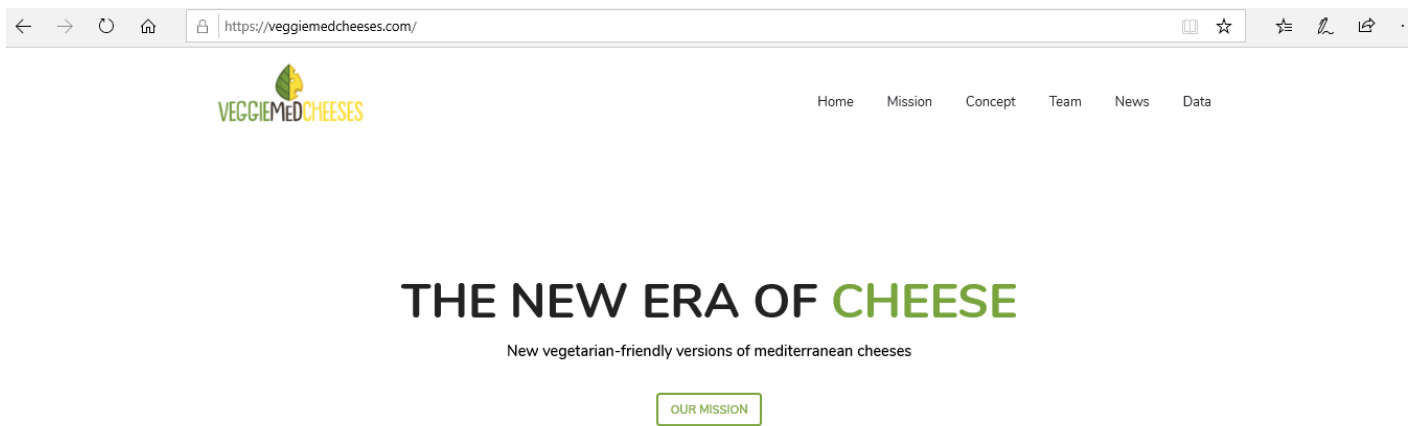 https://veggiemedcheeses.com/
VEGGIEMEDCHEESES
Home Mission Concept Team News Data
THE NEW ERA OF CHEESE
New vegetarian-friendly versions of mediterranean cheeses
OUR MISSION